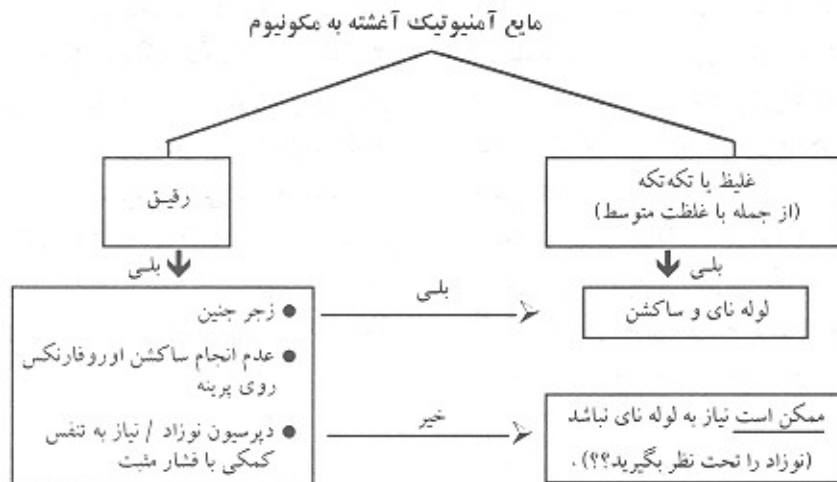 مایع آمنیوتیک آغشته به مکونیوم
غلیظ یا تکه‌تکه
(از جمله با غلظت متوسط)
رقیق
بلی
بلی
لوله نای و ساکشن
بلی
● زجر جنین
● عدم انجام ساکشن اوروفارنکس
روی پرینه
● دپرسیون نوزاد / نیاز به تنفس
کمکی با فشار مثبت
خیر
ممکن است نیاز به لوله نای نباشد
(نوزاد را تحت نظر بگیرید؟؟).